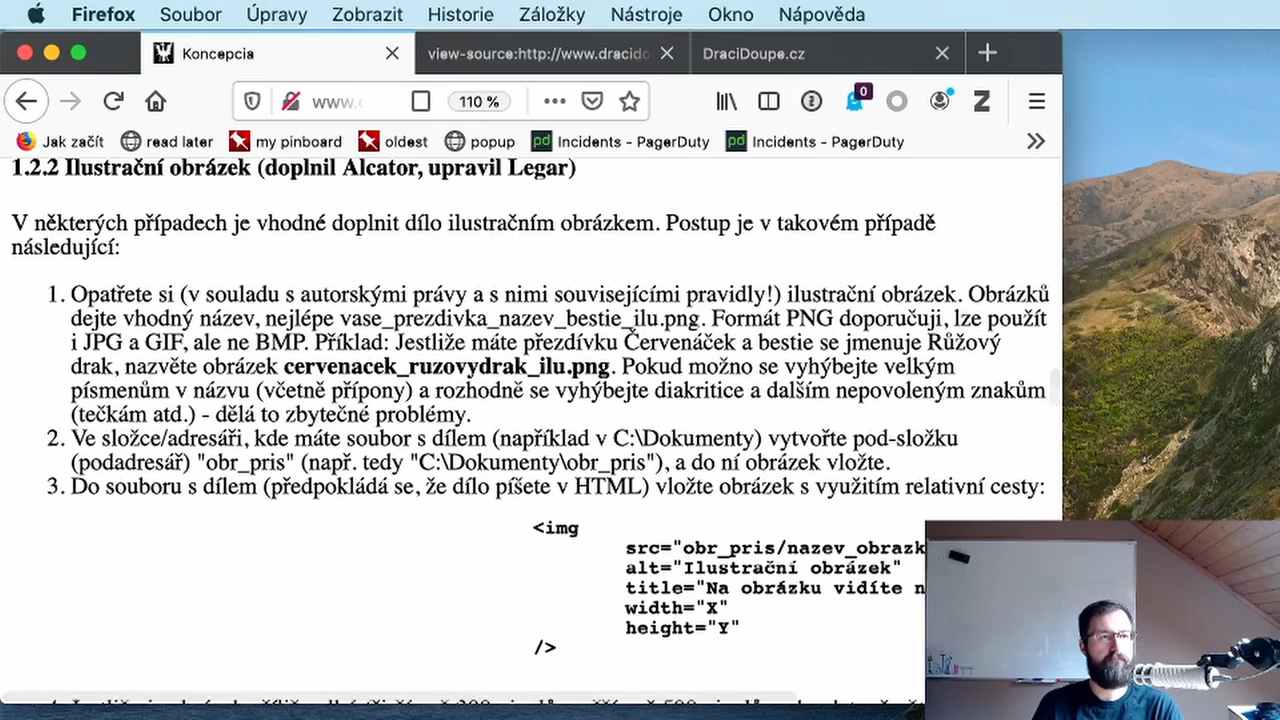 Firefox Soubor Úpravy Zobrazit Historie Záložky Nástroje Okno Nápověda
Koncepcia view-source:http://www.dracido DraciDoupe.cz
www. 110 % 0 Z
Jak začít read later my pinboard oldest popup Incidents - PagerDuty Incidents - PagerDuty
1.2.2 Ilustrační obrázek (doplnil Alcator, upravil Legar)
V některých případech je vhodné doplnit dílo ilustračním obrázkem. Postup je v takovém případě
následující:
1. Opatřete si (v souladu s autorskými právy a s nimi souvisejícími pravidly!) ilustrační obrázek. Obrázků
dejte vhodný název, nejlépe vase_prezdivka_nazev_bestie_ilu.png. Formát PNG doporučuji, lze použít
i JPG a GIF, ale ne BMP. Příklad: Jestliže máte přezdívku Červenáček a bestie se jmenuje Růžový
drak, nazvěte obrázek cervenacek_ruzovydrak_ilu.png. Pokud možno se vyhýbejte velkým
písmenům v názvu (včetně přípony) a rozhodně se vyhýbejte diakritice a dalším nepovoleným znakům
(tečkám atd.) - dělá to zbytečné problémy.
2. Ve složce/adresáři, kde máte soubor s dílem (například v C:\Dokumenty) vytvořte pod-složku
(podadresář) "obr_pris" (např. tedy "C:\Dokumenty\obr_pris"), a do ní obrázek vložte.
3. Do souboru s dílem (předpokládá se, že dílo píšete v HTML) vložte obrázek s využitím relativní cesty:
<img
src="obr_pris/nazev_obrazk
alt="Ilustrační obrázek"
title="Na obrázku vidíte n
width="X"
height="Y"
/>